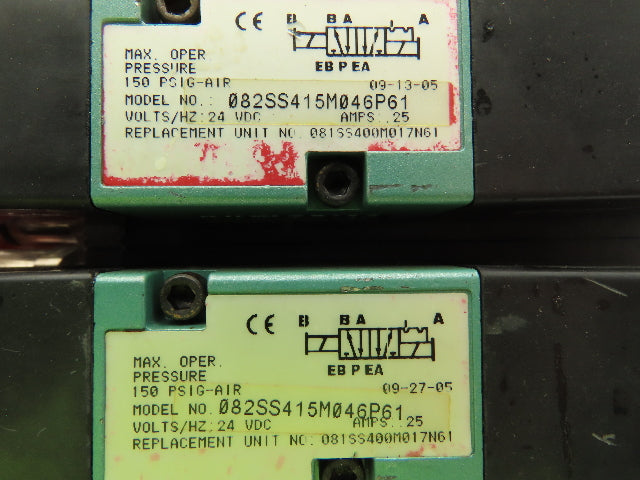 CE B B A A
EB P EA
MAX. OPER
PRESSURE
150 PSIG-AIR 09-13-05
MODEL NO.: 082SS415M046P61
VOLTS/HZ: 24 VDC AMPS: .25
REPLACEMENT UNIT NO. 081SS400M017N61
CE B B A A
EB P EA
MAX. OPER.
PRESSURE
150 PSIG-AIR 09-27-05
MODEL NO. 082SS415M046P61
VOLTS/HZ: 24 VDC AMPS: .25
REPLACEMENT UNIT NO: 081SS400M017N61